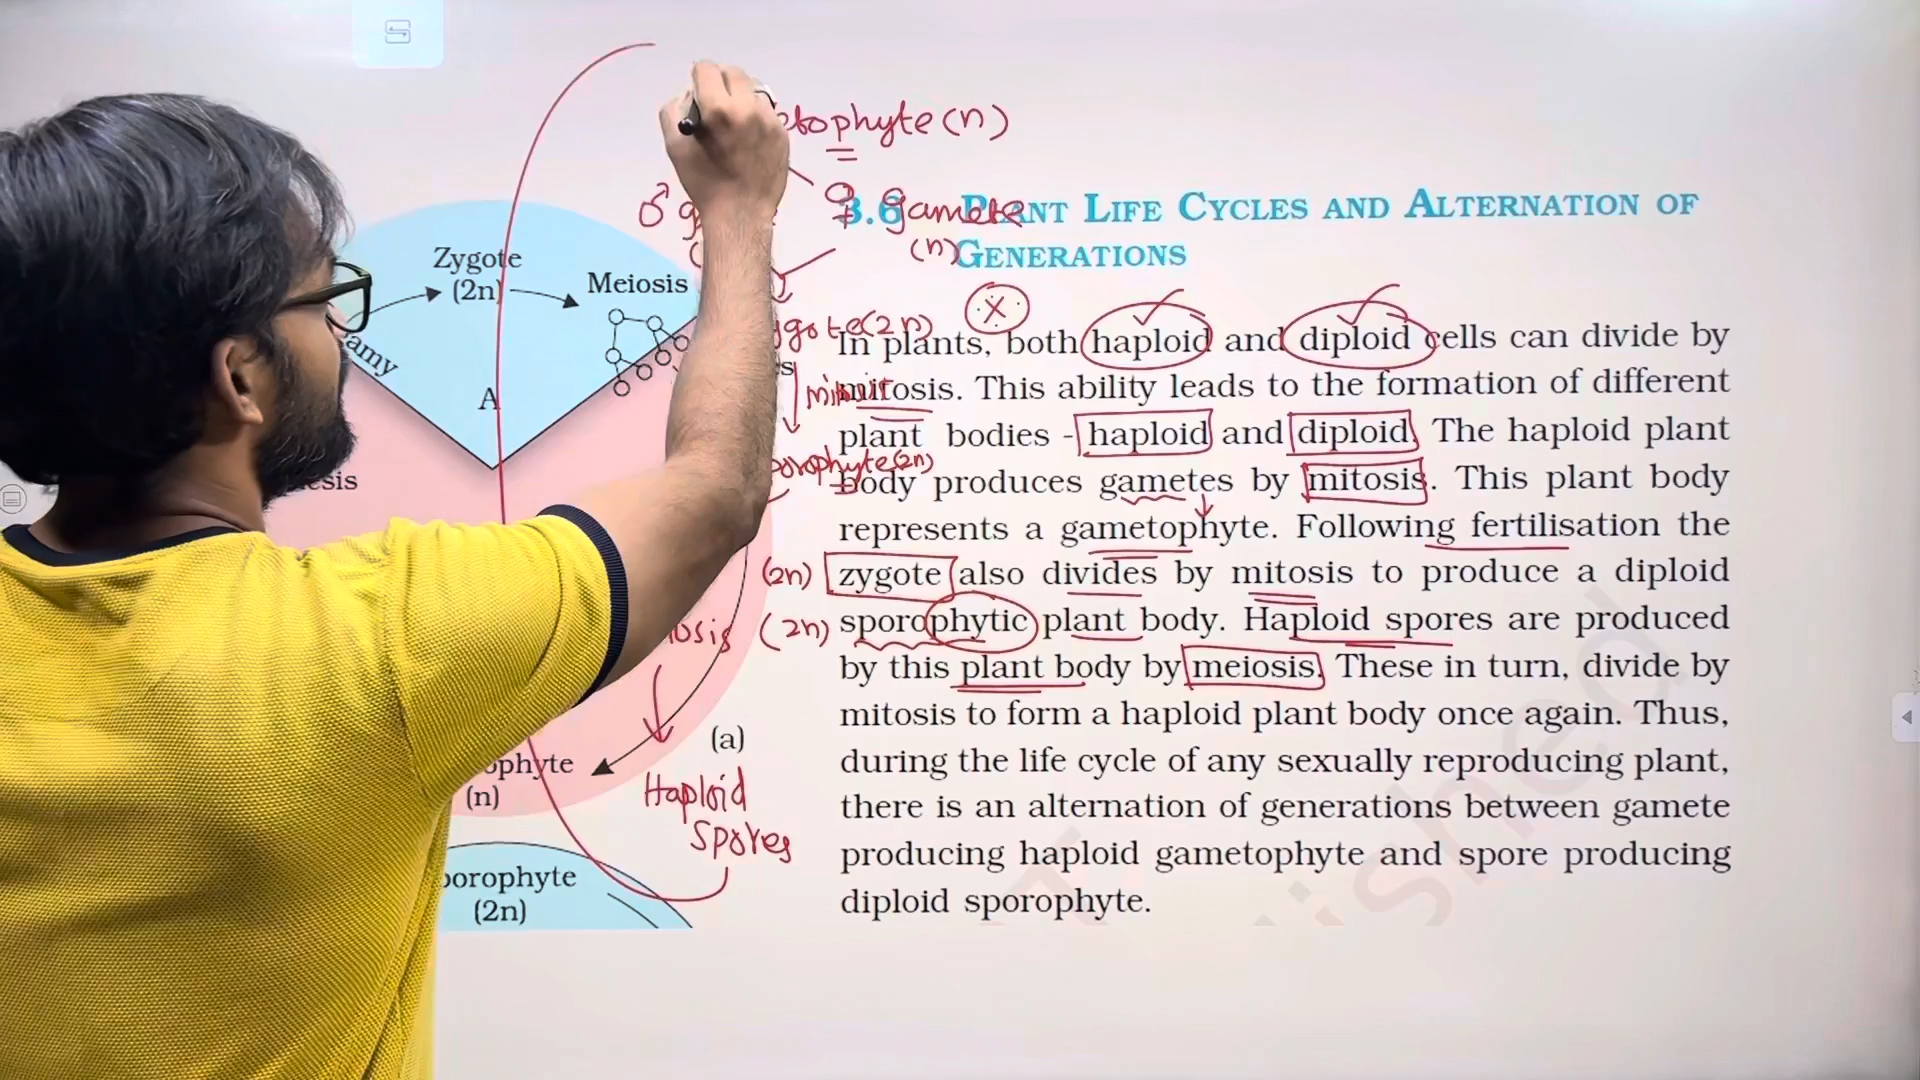 (n)
♂
♀ gamete
(n)
3.6 PLANT LIFE CYCLES AND ALTERNATION OF
GENERATIONS
Zygote
(2n)
Meiosis
A
(2n)
In plants, both haploid and diploid cells can divide by
mitosis. This ability leads to the formation of different
plant bodies - haploid and diploid. The haploid plant
body produces gametes by mitosis. This plant body
represents a gametophyte. Following fertilisation the
(2n) zygote also divides by mitosis to produce a diploid
(2n) sporophytic plant body. Haploid spores are produced
by this plant body by meiosis. These in turn, divide by
mitosis to form a haploid plant body once again. Thus,
during the life cycle of any sexually reproducing plant,
there is an alternation of generations between gamete
producing haploid gametophyte and spore producing
diploid sporophyte.
(a)
(n)
Haploid
Spores
(2n)